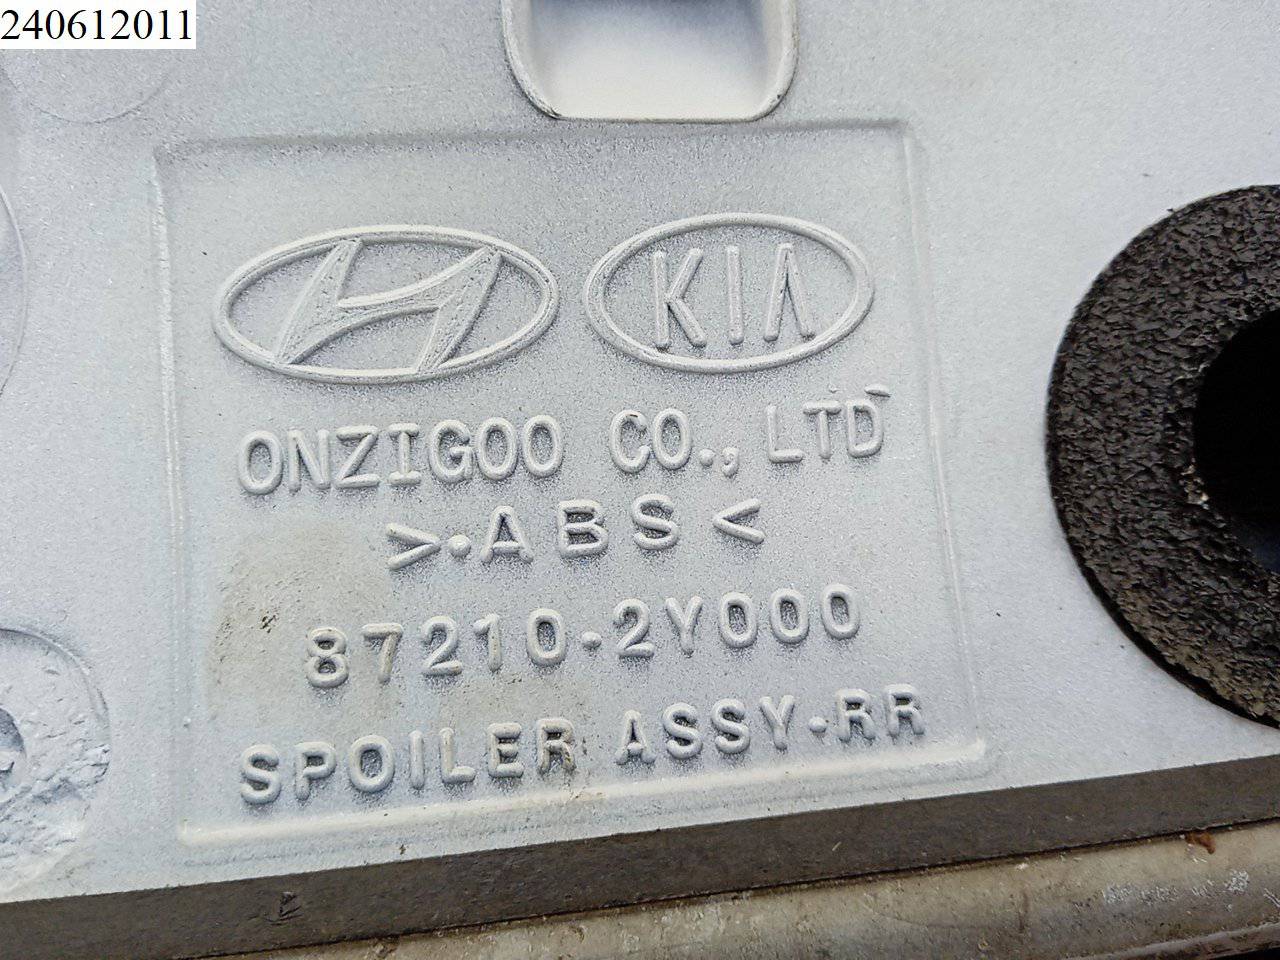 240612011
KIA
ONZIGOO CO., LTD
>·ABS<
87210-2Y000
SPOILER ASSY-RR